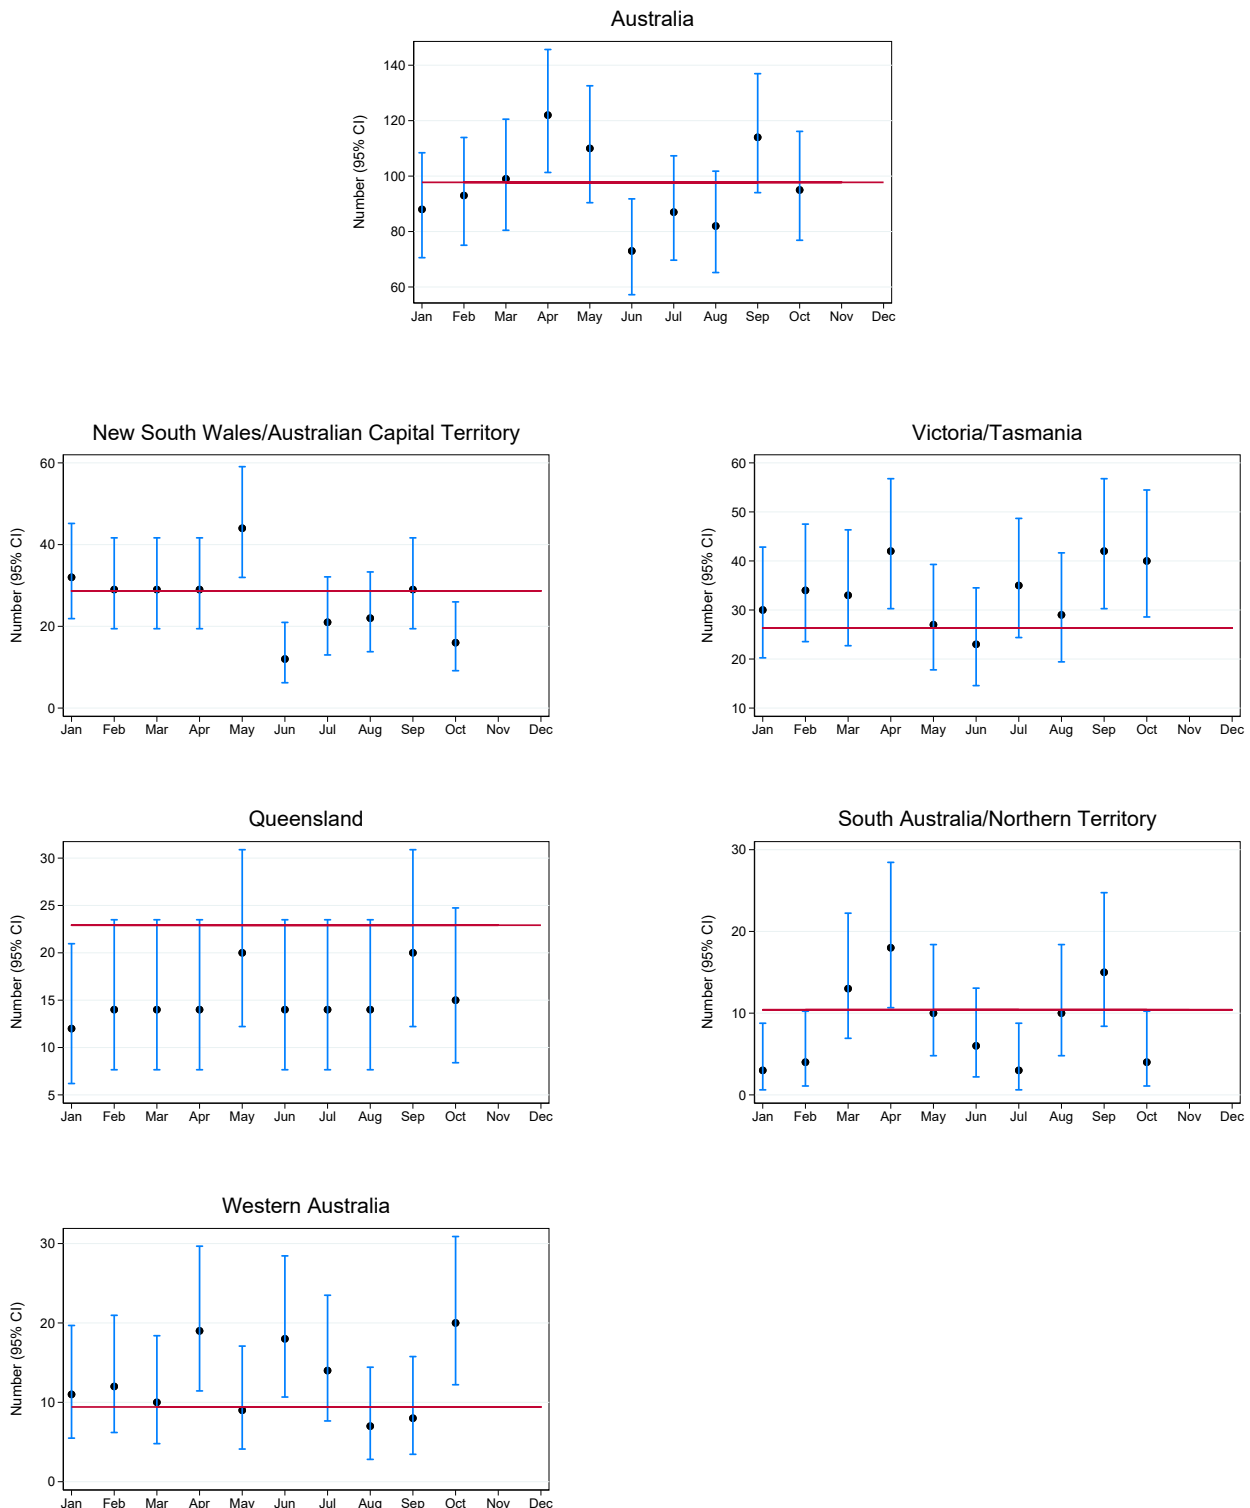 Australia
Number (95% CI)
140
120
100
80
60
Jan Feb Mar Apr May Jun Jul Aug Sep Oct Nov Dec
New South Wales/Australian Capital Territory
Number (95% CI)
60
40
20
0
Jan Feb Mar Apr May Jun Jul Aug Sep Oct Nov Dec
Victoria/Tasmania
Number (95% CI)
60
50
40
30
20
10
Jan Feb Mar Apr May Jun Jul Aug Sep Oct Nov Dec
Queensland
Number (95% CI)
30
25
20
15
10
5
Jan Feb Mar Apr May Jun Jul Aug Sep Oct Nov Dec
South Australia/Northern Territory
Number (95% CI)
30
20
10
0
Jan Feb Mar Apr May Jun Jul Aug Sep Oct Nov Dec
Western Australia
Number (95% CI)
30
20
10
0
Jan Feb Mar Apr May Jun Jul Aug Sep Oct Nov Dec